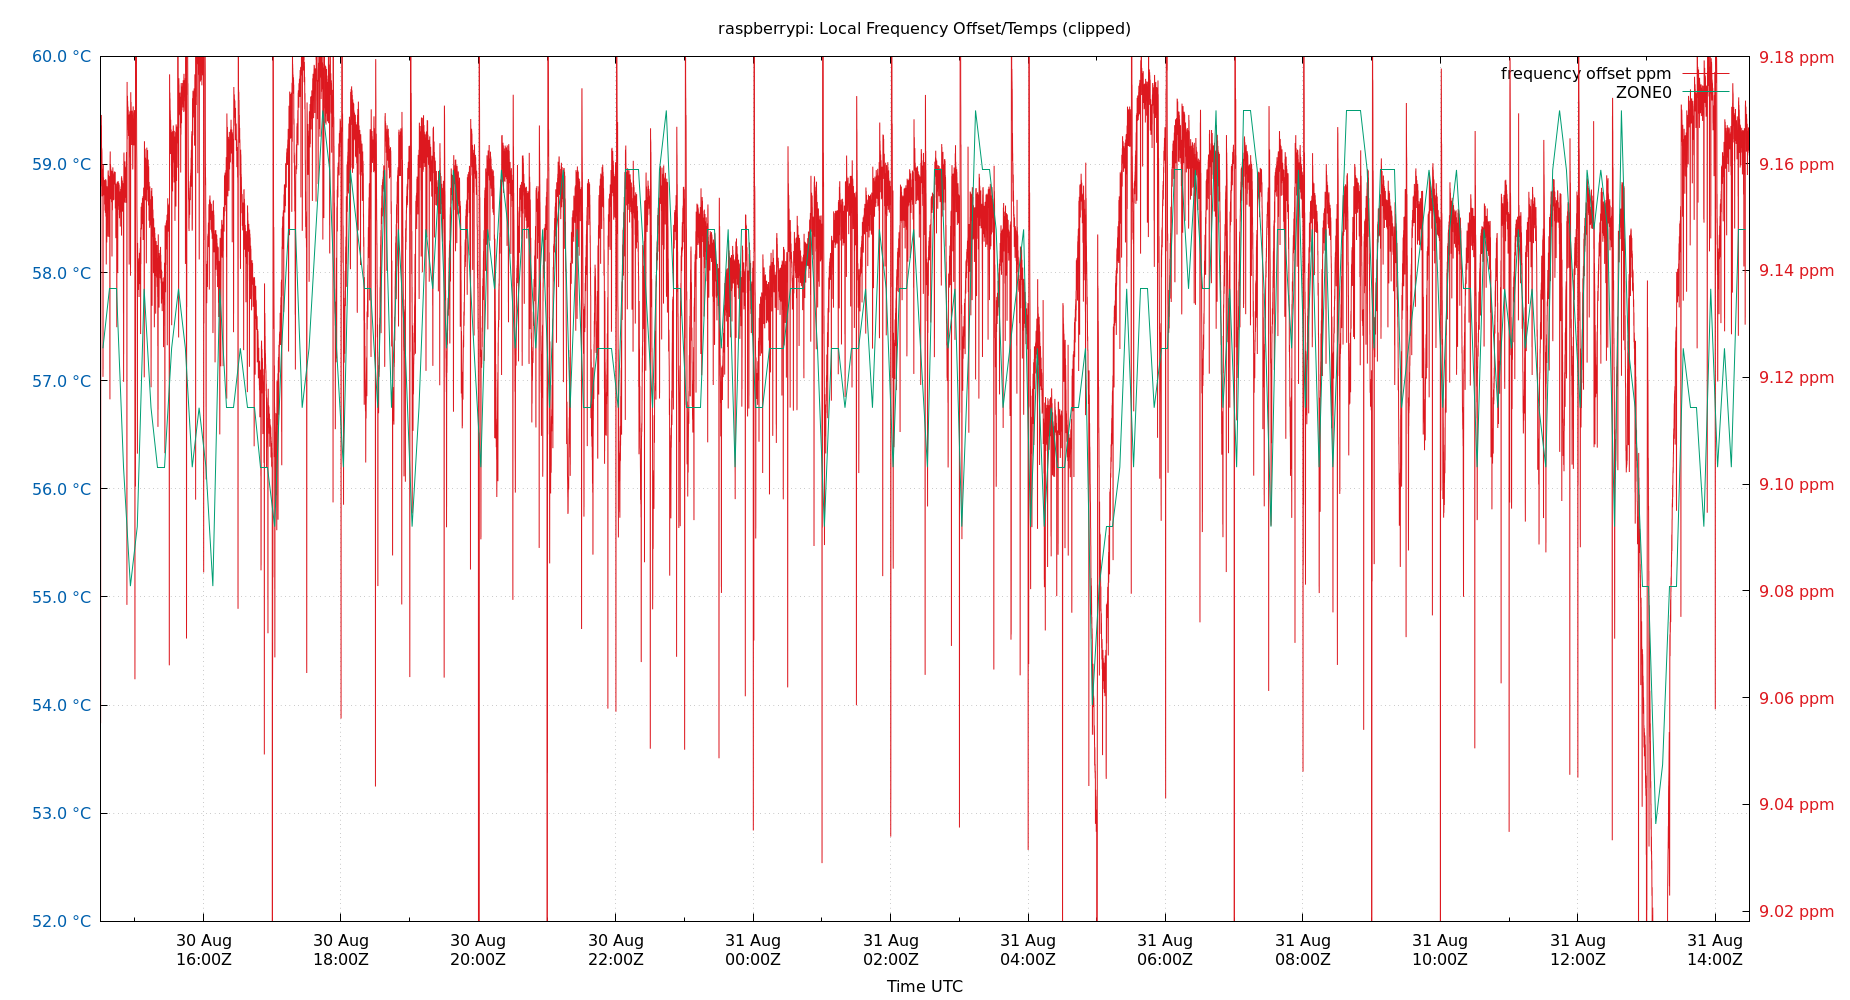 raspberrypi: Local Frequency Offset/Temps (clipped)
frequency offset ppm
ZONE0
60.0 °C
59.0 °C
58.0 °C
57.0 °C
56.0 °C
55.0 °C
54.0 °C
53.0 °C
52.0 °C
9.18 ppm
9.16 ppm
9.14 ppm
9.12 ppm
9.10 ppm
9.08 ppm
9.06 ppm
9.04 ppm
9.02 ppm
30 Aug
16:00Z
30 Aug
18:00Z
30 Aug
20:00Z
30 Aug
22:00Z
31 Aug
00:00Z
31 Aug
02:00Z
31 Aug
04:00Z
31 Aug
06:00Z
31 Aug
08:00Z
31 Aug
10:00Z
31 Aug
12:00Z
31 Aug
14:00Z
Time UTC